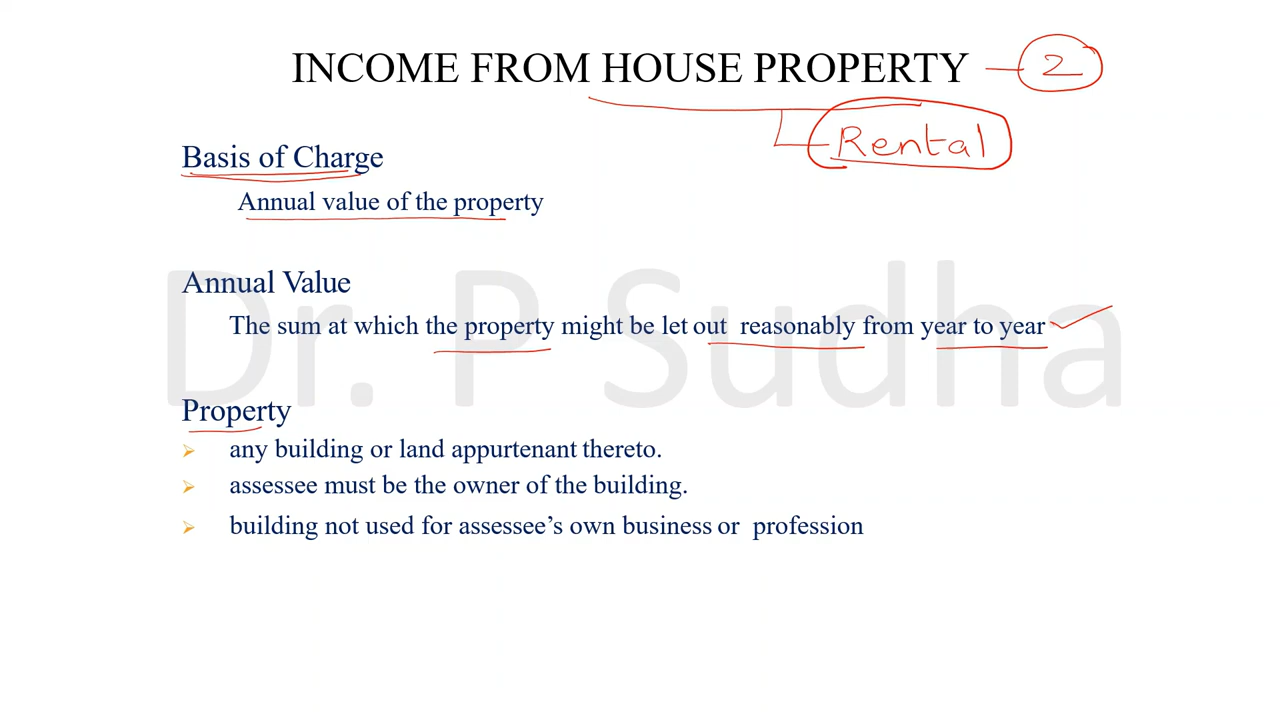 INCOME FROM HOUSE PROPERTY – 2
Rental
Basis of Charge
Annual value of the property
Annual Value
The sum at which the property might be let out reasonably from year to year
Dr. P Sudha
Property
any building or land appurtenant thereto.
assessee must be the owner of the building.
building not used for assessee’s own business or profession